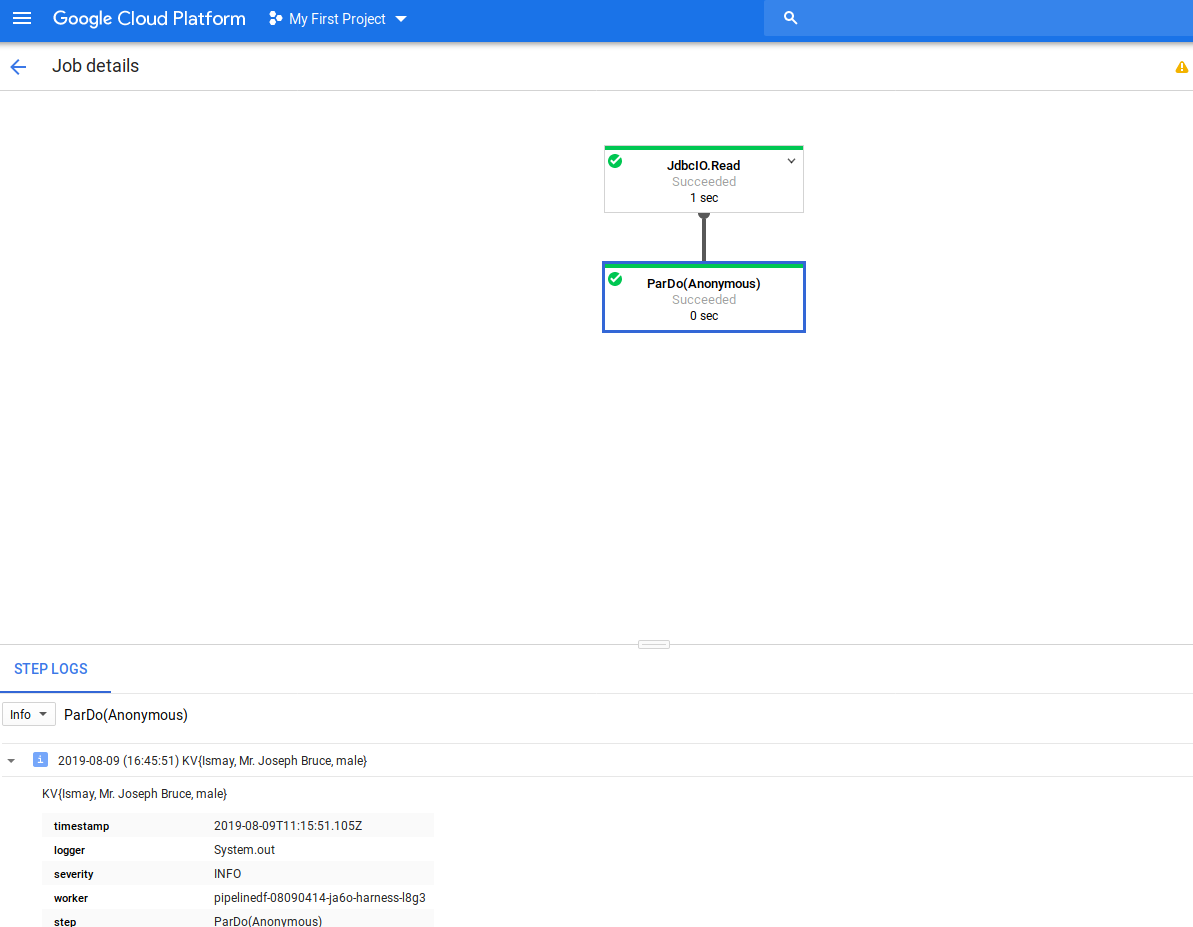 Google Cloud Platform My First Project
Job details
JdbcIO.Read
Succeeded
1 sec
ParDo(Anonymous)
Succeeded
0 sec
STEP LOGS
Info ParDo(Anonymous)
i 2019-08-09 (16:45:51) KV{Ismay, Mr. Joseph Bruce, male}
KV{Ismay, Mr. Joseph Bruce, male}
timestamp 2019-08-09T11:15:51.105Z
logger System.out
severity INFO
worker pipelinedf-08090414-ja6o-harness-l8g3
step ParDo(Anonymous)